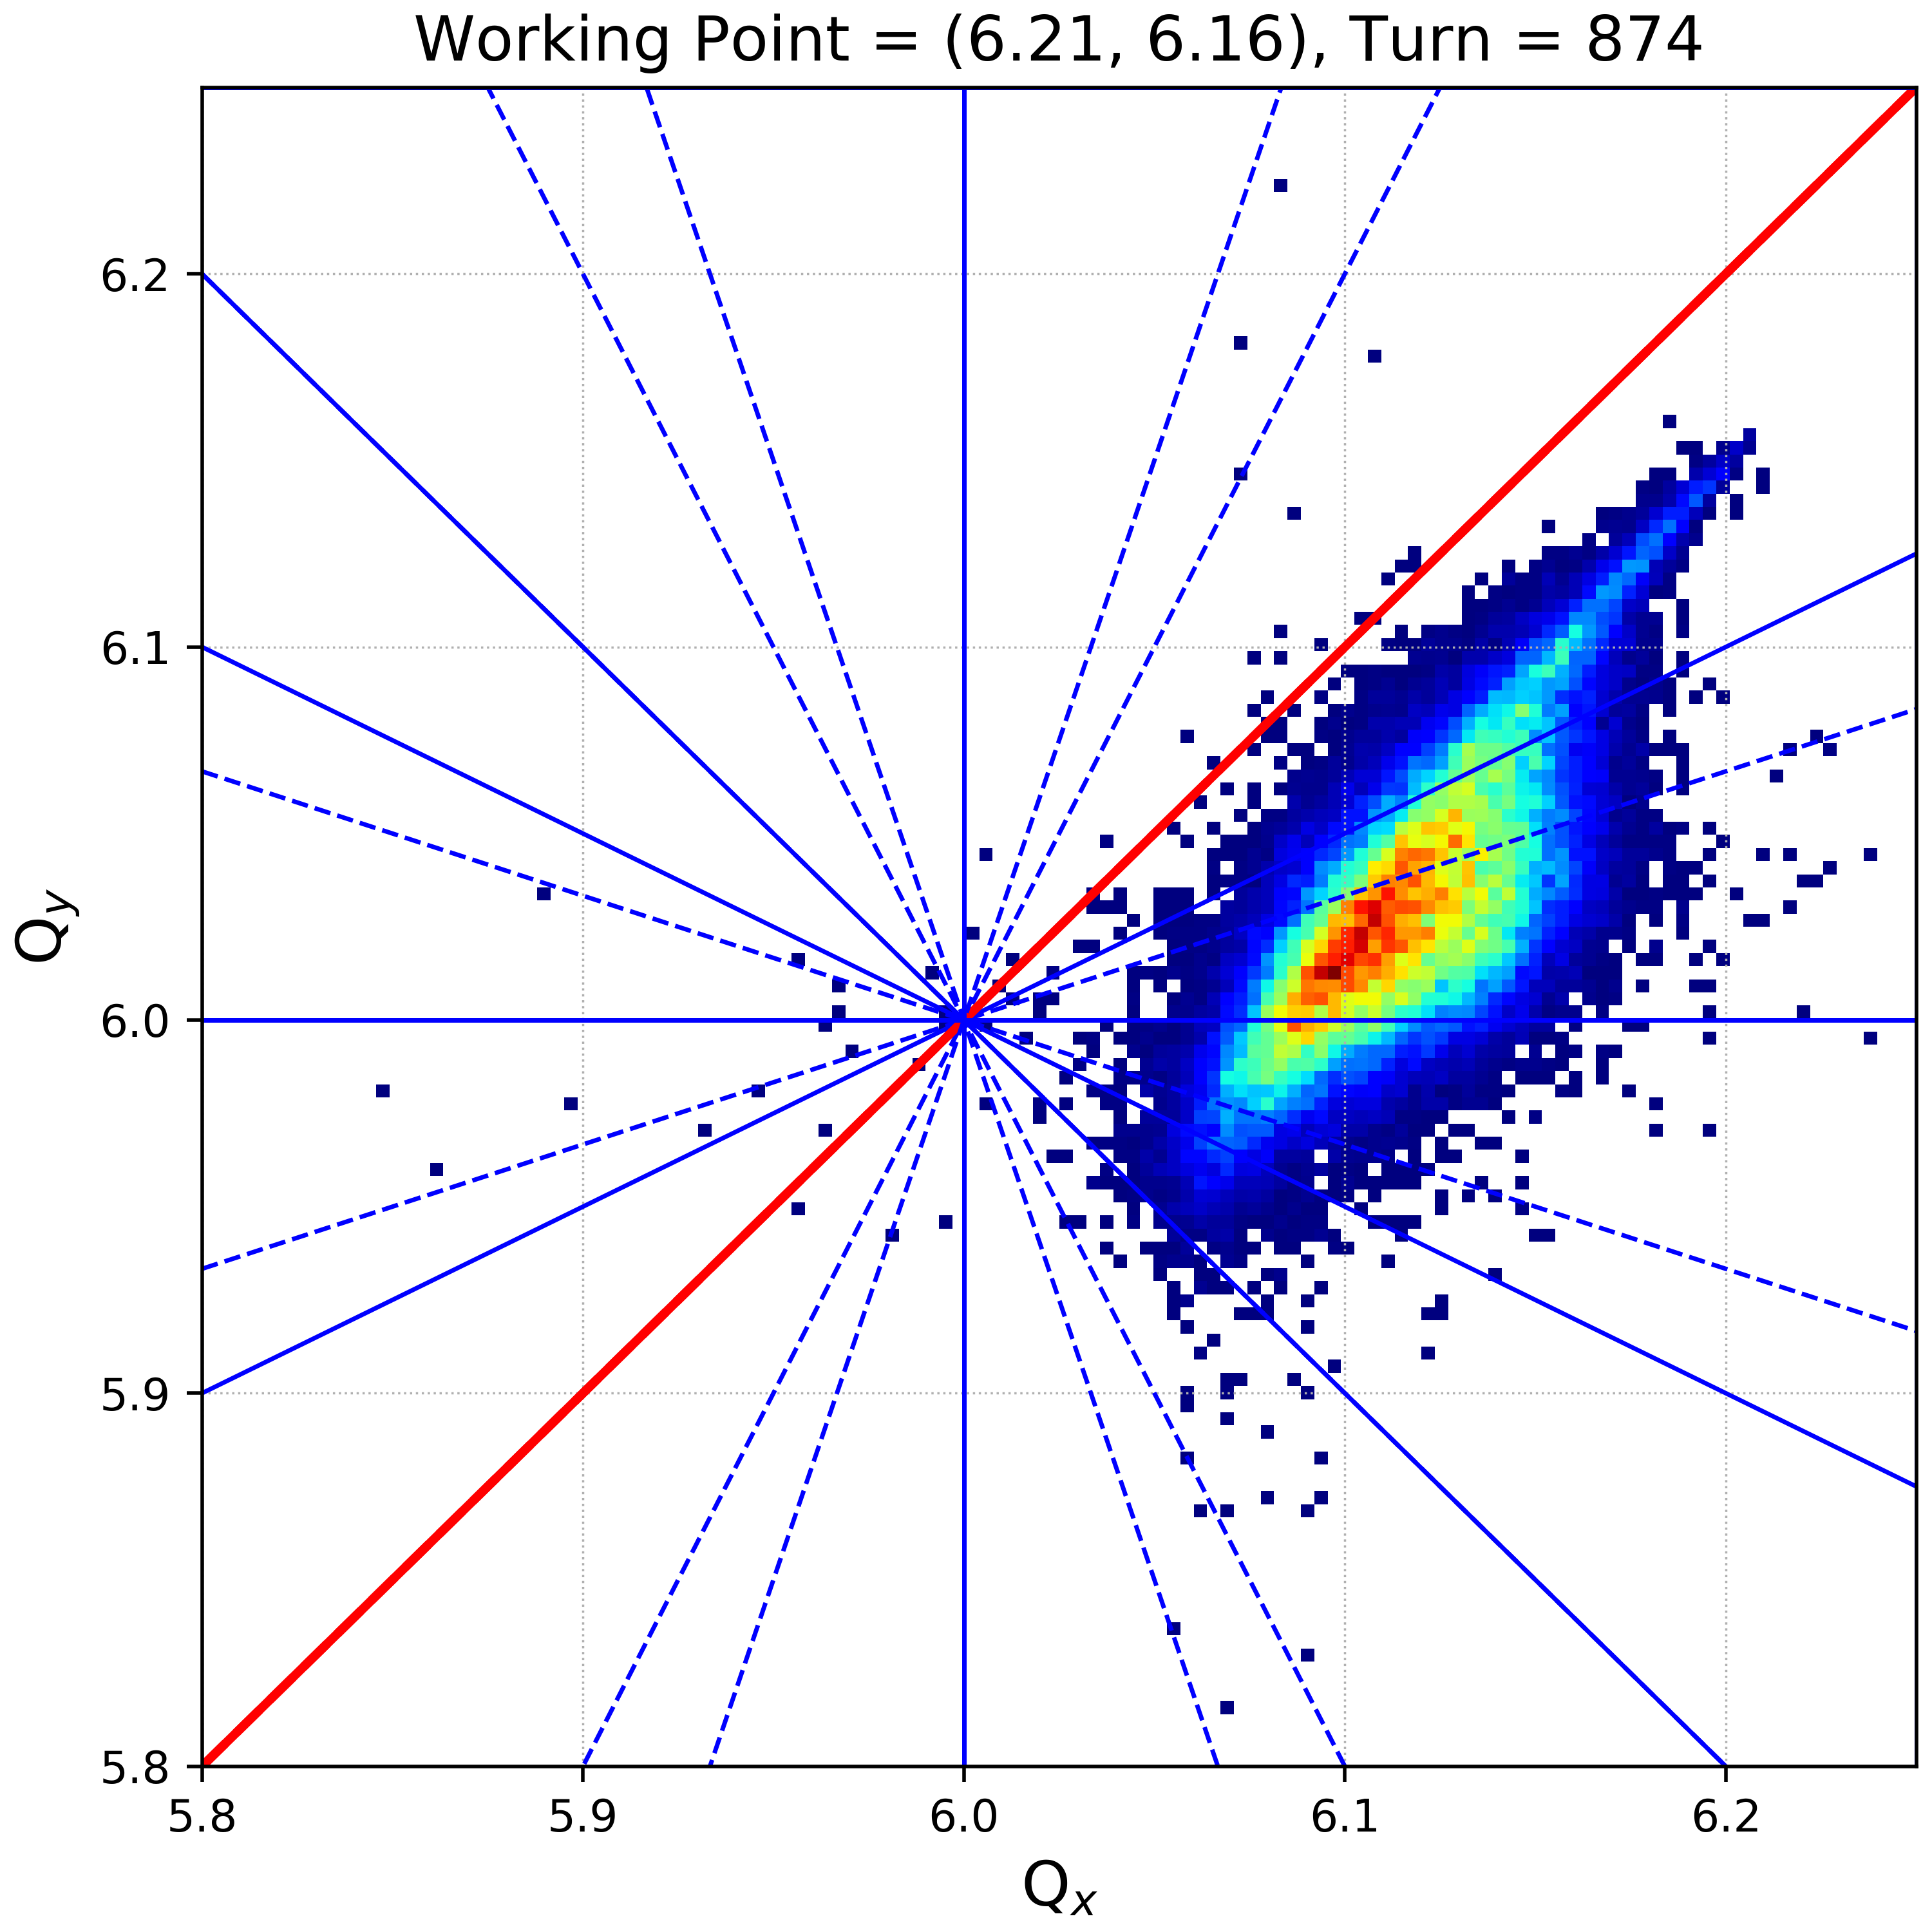 Working Point = (6.21, 6.16), Turn = 874
6.2
6.1
6.0
5.9
5.8
Qy
5.8 5.9 6.0 6.1 6.2
Qx